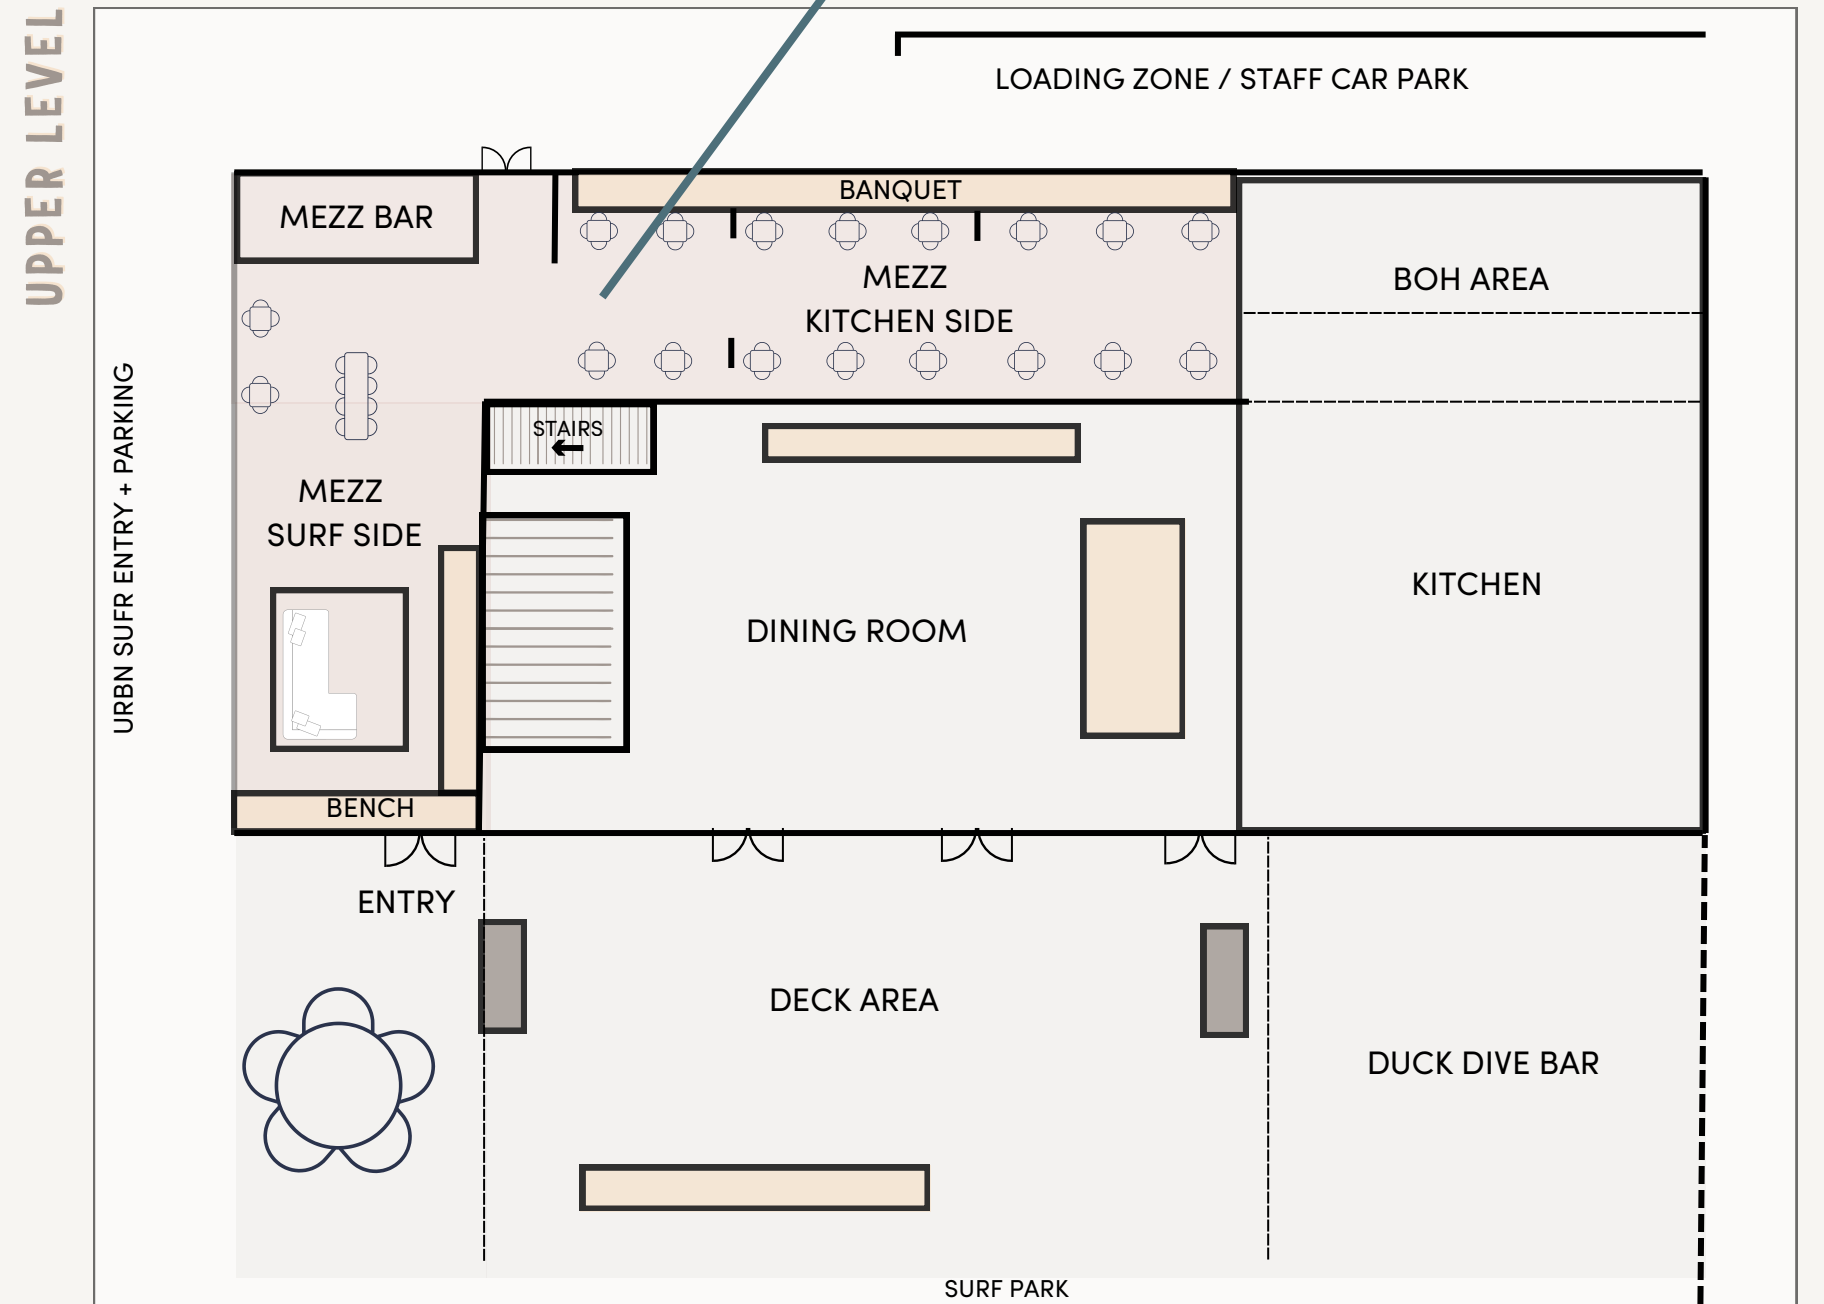 UPPER LEVEL
LOADING ZONE / STAFF CAR PARK
BANQUET
MEZZ BAR
MEZZ
KITCHEN SIDE
BOH AREA
URBN SUFR ENTRY + PARKING
STAIRS
MEZZ
SURF SIDE
KITCHEN
DINING ROOM
BENCH
ENTRY
DECK AREA
DUCK DIVE BAR
SURF PARK